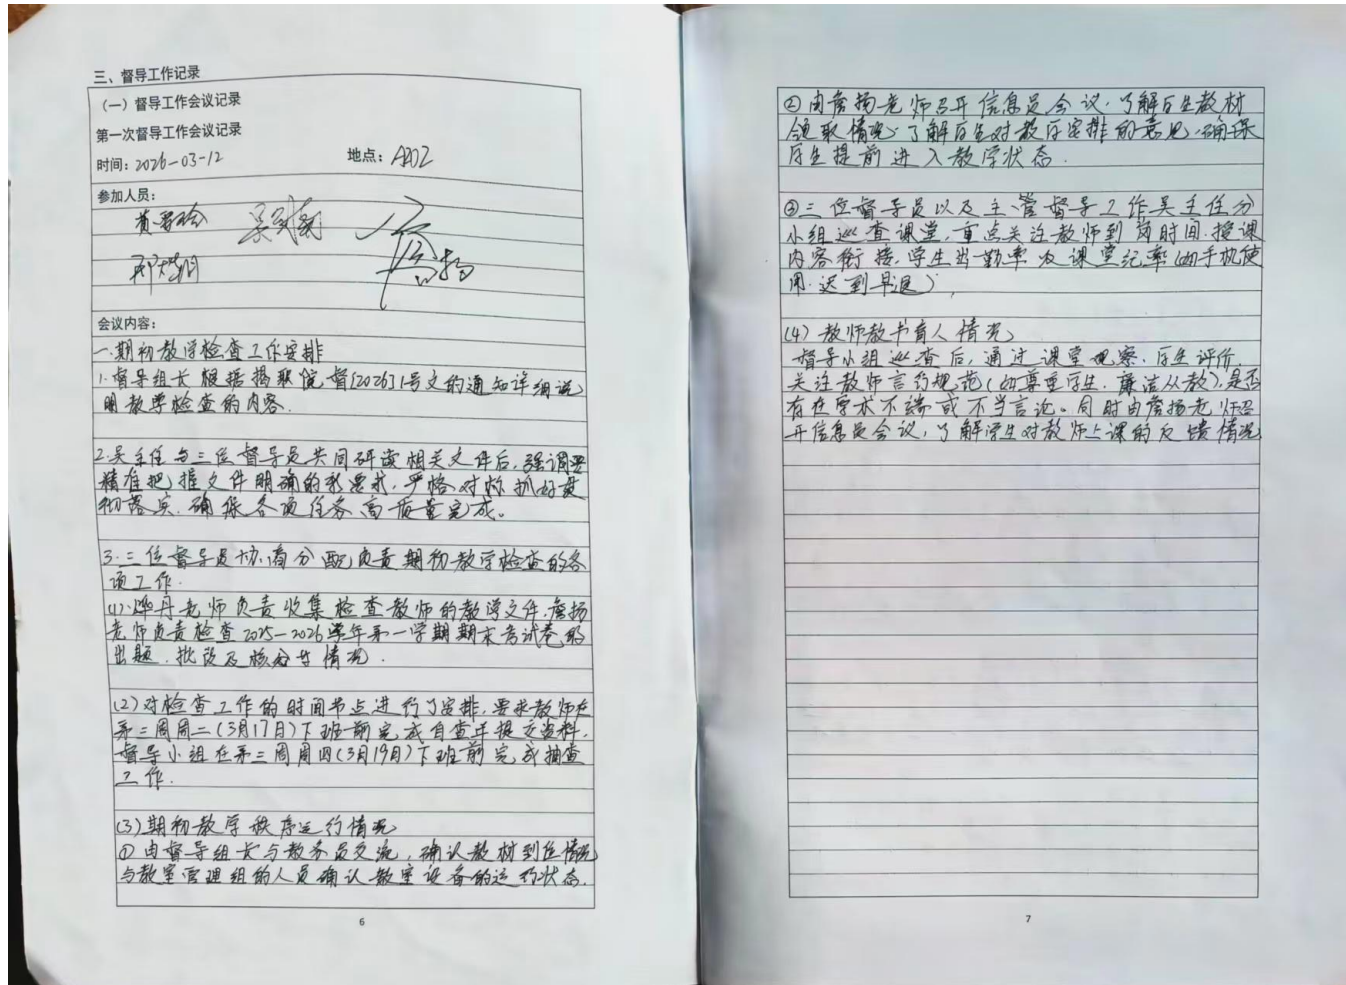 三、督导工作记录
（一）督导工作会议记录
第一次督导工作会议记录
时间：2026-03-12 地点：A202
参加人员：
会议内容：
一.期初教学检查工作安排
1.督导组长根据揭职院督[2026]1号文的通知详细说
明教学检查的内容.
2.吴主任与三位督导员共同研读相关文件后,强调要
精准把握文件明确的求要求,严格对标抓好贯
彻落实.确保各项任务高质量完成。
3.三位督导员协商分配负责期初教学检查的各
项工作.
(1).烨丹老师负责收集检查教师的教学文件.詹扬
老师负责检查2025-2026学年第一学期期末考试卷的
出题.批改及核分等情况.
(2)对检查工作的时间节点进行了安排.要求教师在
第三周周二(3月17日)下班前完成自查并提交资料.
督导小组在第三周周四(3月19日)下班前完成抽查
工作.
(3)期初教学秩序运行情况
①由督导组长与教务员交流,确认教材到位情况
与教室管理组的人员确认教室设备的运行状态.
6
②由詹扬老师召开信息员会议.了解学生教材
领取情况.了解学生对教学安排的意见.确保
学生提前进入教学状态.
③三位督导员以及主管督导工作吴主任分
小组巡查课堂,重点关注教师到岗时间.授课
内容衔接.学生出勤率及课堂纪律(如手机使
用.迟到早退),
(4)教师教书育人情况
督导小组巡查后,通过课堂观察.学生评价,
关注教师言行规范(如尊重学生.廉洁从教).是否
存在学术不端或不当言论。同时由詹扬老师召
开信息员会议,了解学生对教师上课的反馈情况
7